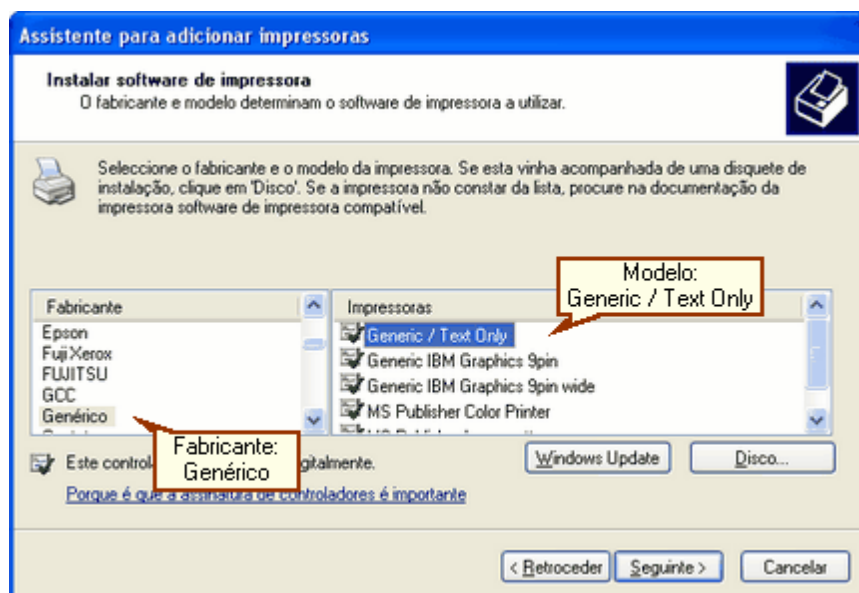 Assistente para adicionar impressoras
Instalar software de impressora
O fabricante e modelo determinam o software de impressora a utilizar.
Seleccione o fabricante e o modelo da impressora. Se esta vinha acompanhada de uma disquete de
instalação, clique em 'Disco'. Se a impressora não constar da lista, procure na documentação da
impressora software de impressora compatível.
Modelo:
Generic / Text Only
Fabricante
Epson
Fuji Xerox
FUJITSU
GCC
Genérico
Impressoras
Generic / Text Only
Generic IBM Graphics 9pin
Generic IBM Graphics 9pin wide
MS Publisher Color Printer
Fabricante:
Genérico
Este gitalmente.
Windows Update
Disco...
Porque é que a assinatura de controladores é importante
< Retroceder
Seguinte >
Cancelar